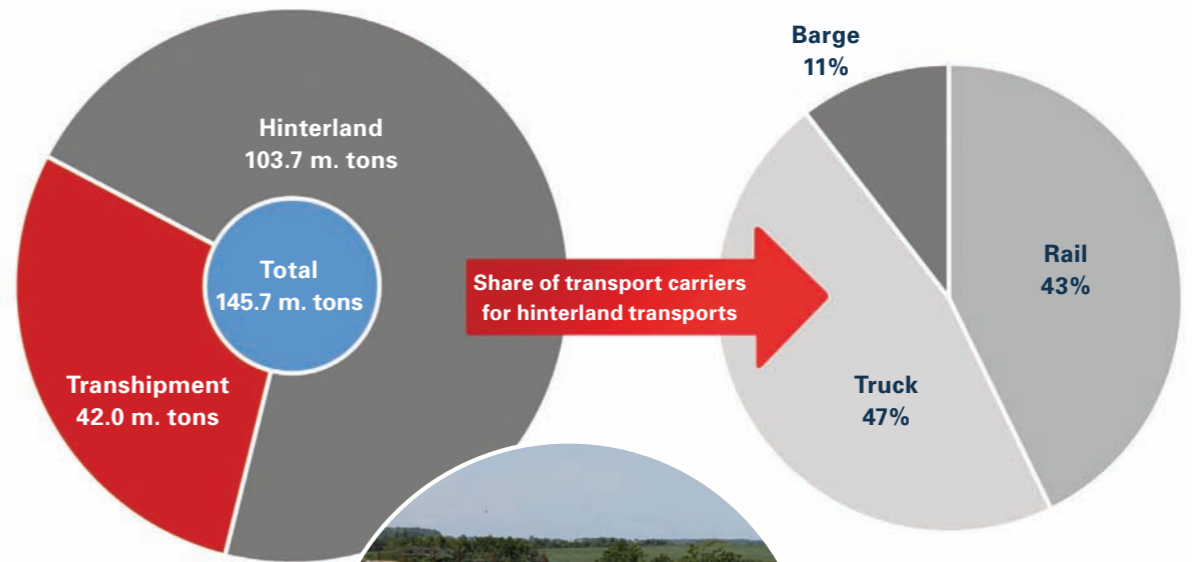 Hinterland
103.7 m. tons
Total
145.7 m. tons
Transhipment
42.0 m. tons
Share of transport carriers
for hinterland transports
Barge
11%
Rail
43%
Truck
47%